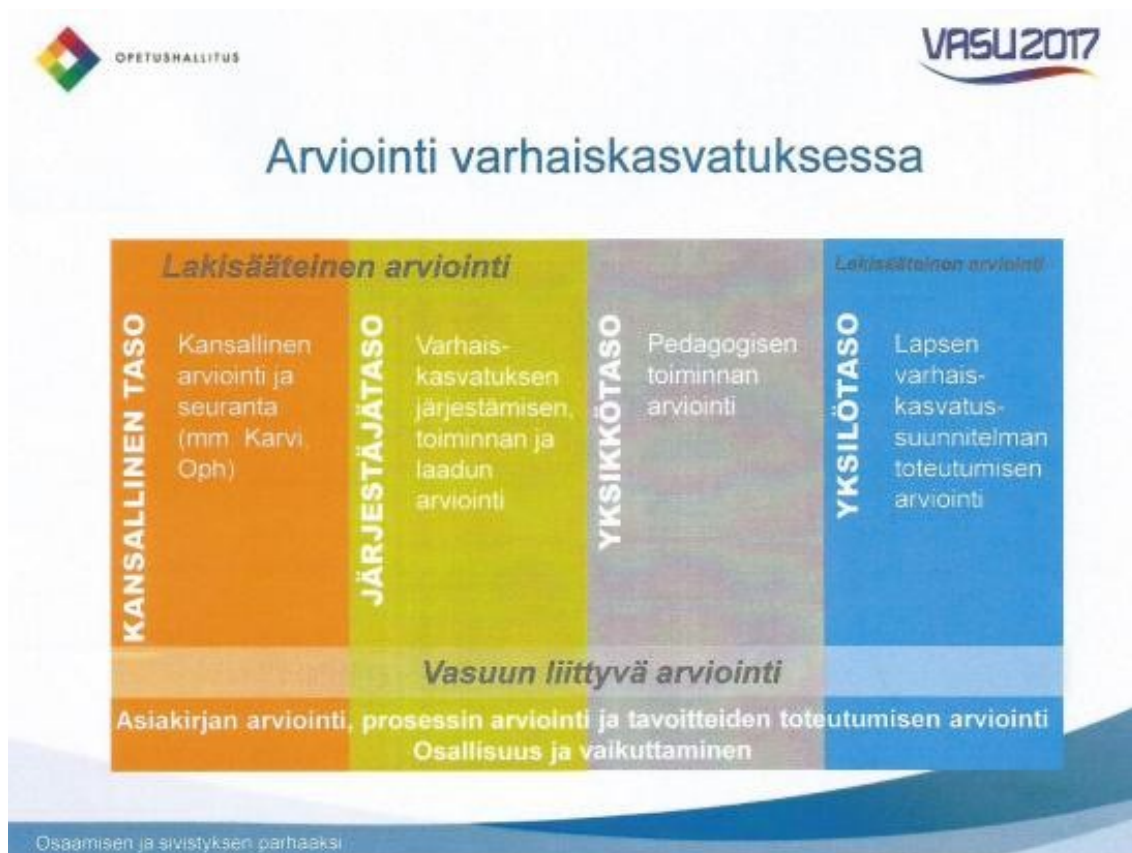 OPETUSHALLITUS
VASU2017
Arviointi varhaiskasvatuksessa
Lakisääteinen arviointi
Lakisääteinen arviointi
KANSALLINEN TASO
Kansallinen
arviointi ja
seuranta
(mm Karvi,
Oph)
JÄRJESTÄJÄTASO
Varhais-
kasvatuksen
järjestämisen,
toiminnan ja
laadun
arviointi
YKSIKKÖTASO
Pedagogisen
toiminnan
arviointi
YKSILÖTASO
Lapsen
varhais-
kasvatus-
suunnitelman
toteutumisen
arviointi
Vasuun liittyvä arviointi
Asiakirjan arviointi, prosessin arviointi ja tavoitteiden toteutumisen arviointi
Osallisuus ja vaikuttaminen
Osaamisen ja sivistyksen parhaaksi